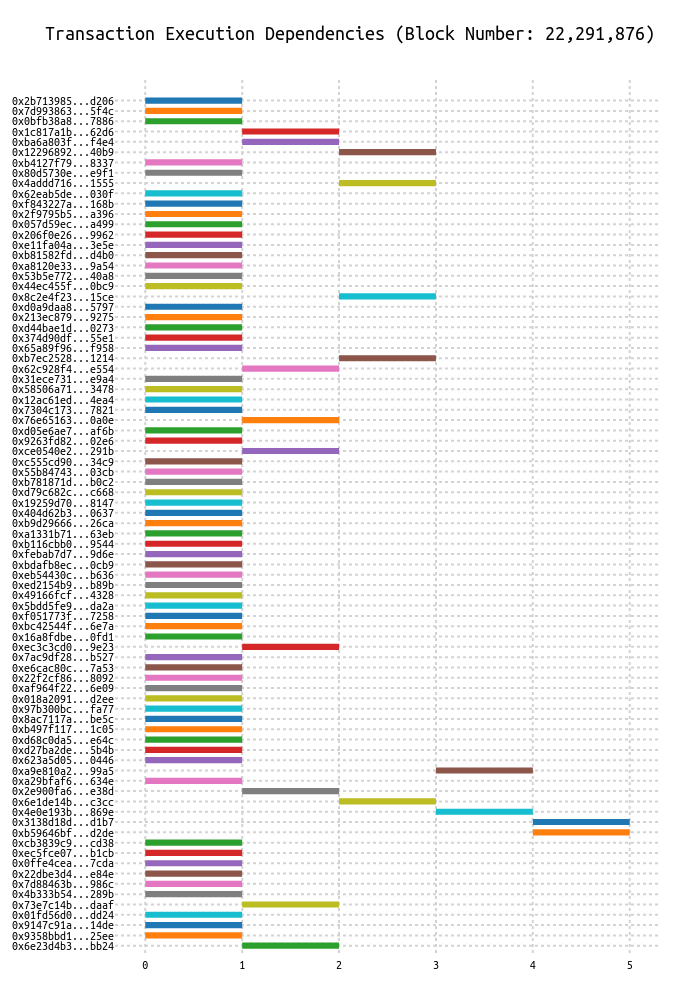 Transaction Execution Dependencies (Block Number: 22,291,876)
0x2b713985...d206
0x7d993863...5f4c
0x0bfb38a8...7886
0x1c817a1b...62d6
0xba6a803f...f4e4
0x12296892...40b9
0xb4127f79...8337
0x80d5730e...e9f1
0x4addd716...1555
0x62eab5de...030f
0xf843227a...168b
0x2f9795b5...a396
0x057d59ec...a499
0x206f0e26...9962
0xe11fa04a...3e5e
0xb81582fd...d4b0
0xa8120e33...9a54
0x53b5e772...40a8
0x44ec455f...0bc9
0x8c2e4f23...15ce
0xd0a9daa8...5797
0x213ec879...9275
0xd44bae1d...0273
0x374d90df...55e1
0x65a89f96...f958
0xb7ec2528...1214
0x62c928f4...e554
0x31ece731...e9a4
0x58506a71...3478
0x12ac61ed...4ea4
0x7304c173...7821
0x76e65163...0a0e
0xd05e6ae7...af6b
0x9263fd82...02e6
0xce0540e2...291b
0xc555cd90...34c9
0x55b84743...03cb
0xb781871d...b0c2
0xd79c682c...c668
0x19259d70...8147
0x404d62b3...0637
0xb9d29666...26ca
0xa1331b71...63eb
0xb116cbb0...9544
0xfebab7d7...9d6e
0xbdafb8ec...0cb9
0xeb54430c...b636
0xed2154b9...b89b
0x49166fcf...4328
0x5bdd5fe9...da2a
0xf051773f...7258
0xbc42544f...6e7a
0x16a8fdbe...0fd1
0xec3c3cd0...9e23
0x7ac9df28...b527
0xe6cac80c...7a53
0x22f2cf86...8092
0xaf964f22...6e09
0x018a2091...d2ee
0x97b300bc...fa77
0x8ac7117a...be5c
0xb497f117...1c05
0xd68c0da5...e64c
0xd27ba2de...5b4b
0x623a5d05...0446
0xa9e810a2...99a5
0xa29bfaf6...634e
0x2e900fa6...e38d
0x6e1de14b...c3cc
0x4e0e193b...869e
0x3138d18d...d1b7
0xb59646bf...d2de
0xcb3839c9...cd38
0xec5fce07...b1cb
0x0ffe4cea...7cda
0x22dbe3d4...e84e
0x7d88463b...986c
0x4b333b54...289b
0x73e7c14b...daaf
0x01fd56d0...dd24
0x9147c91a...14de
0x9358bbd1...25ee
0x6e23d4b3...bb24
0 1 2 3 4 5